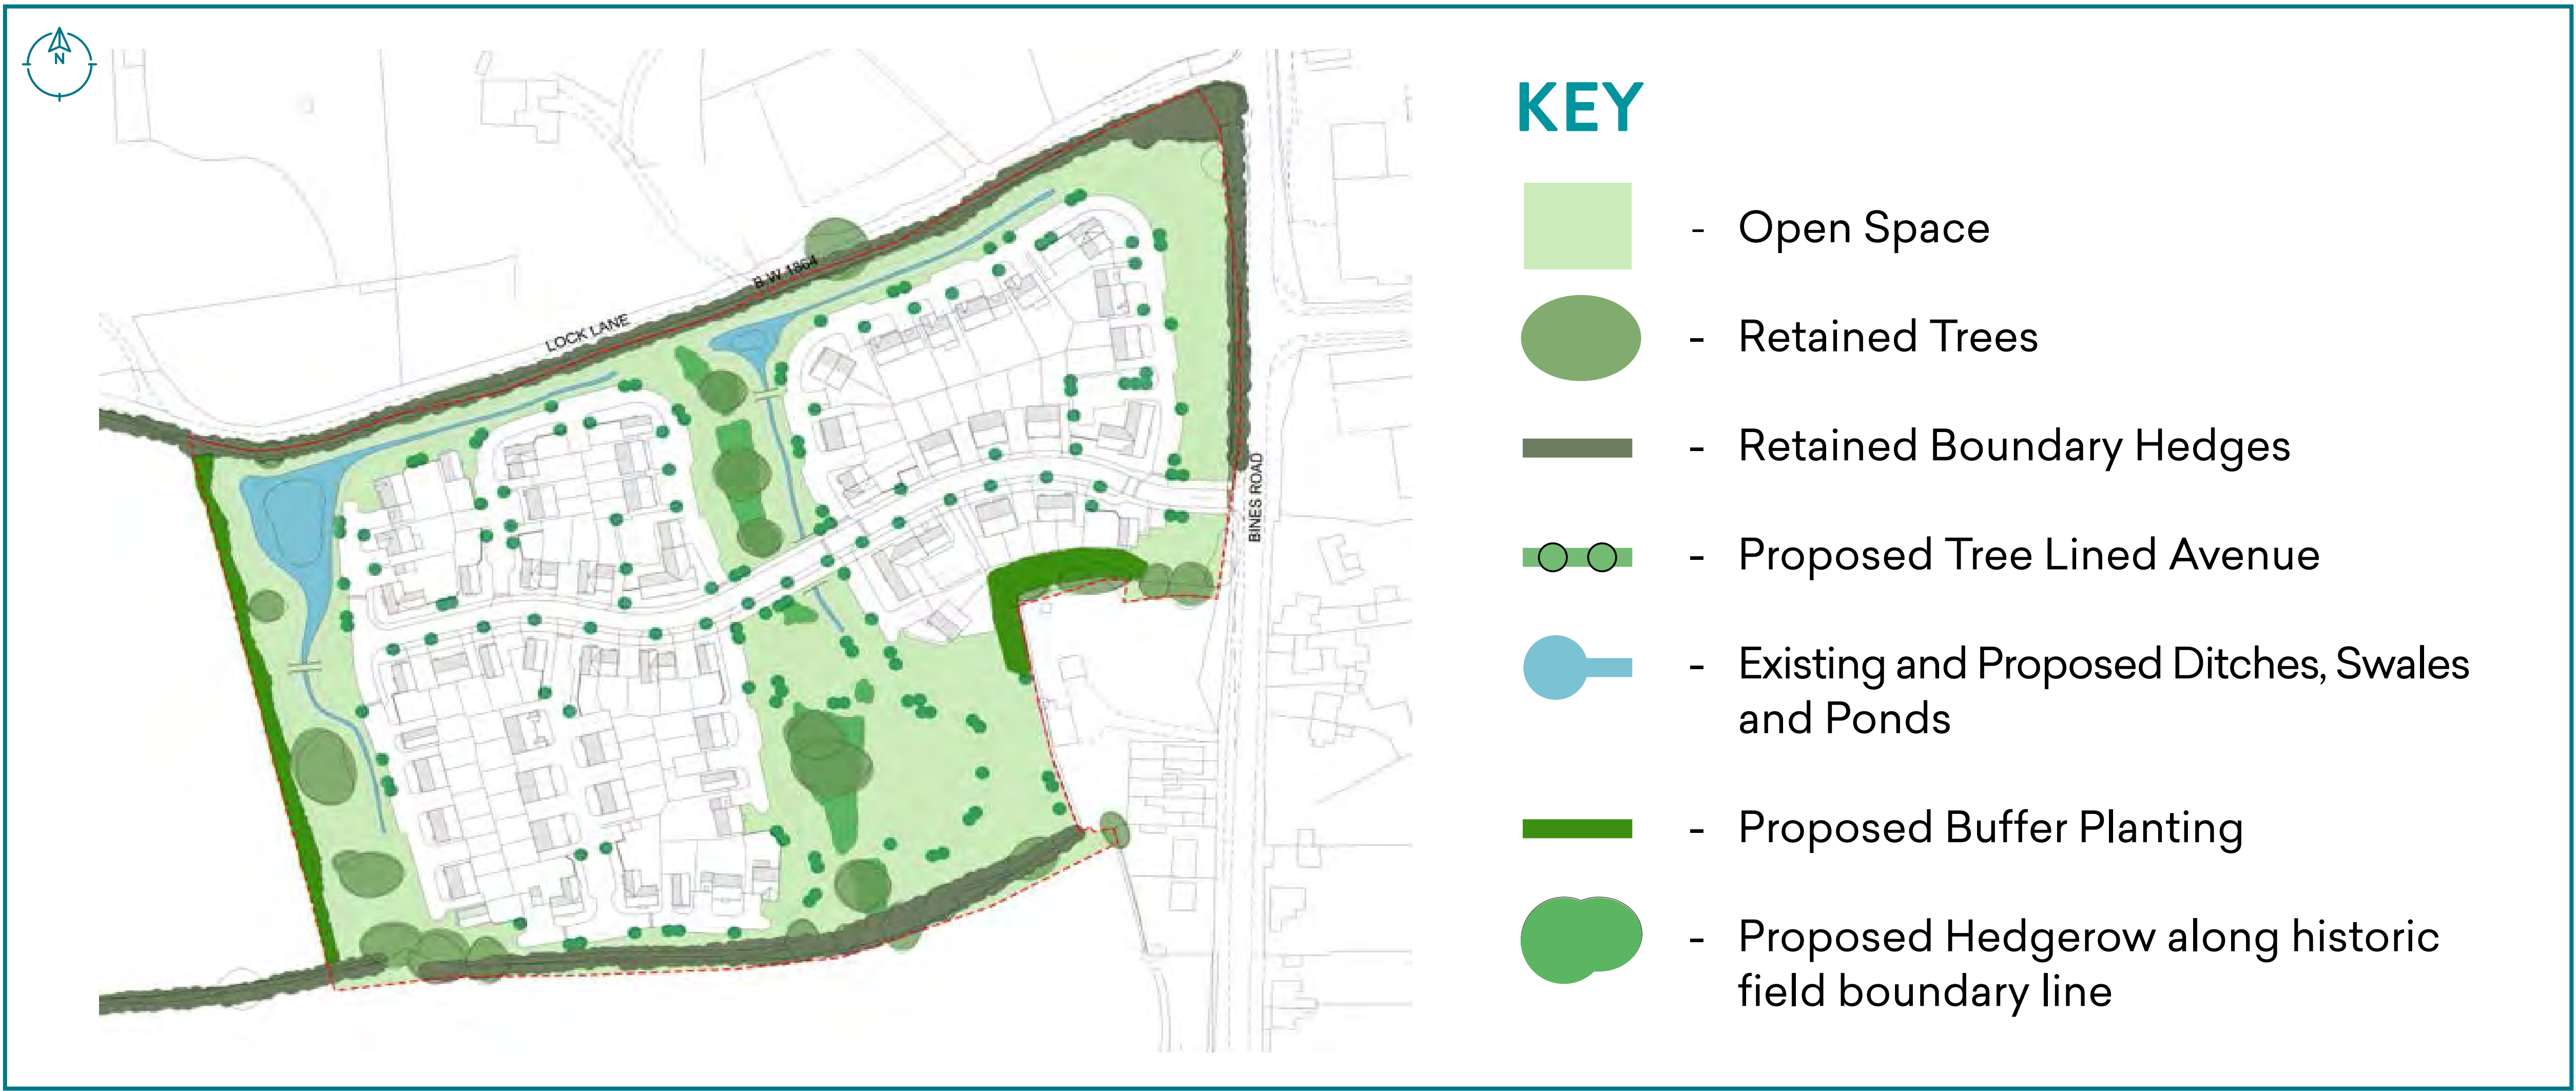 N
B.W 1864
LOCK LANE
BINES ROAD
KEY
- Open Space
- Retained Trees
- Retained Boundary Hedges
- Proposed Tree Lined Avenue
- Existing and Proposed Ditches, Swales
and Ponds
- Proposed Buffer Planting
- Proposed Hedgerow along historic
field boundary line